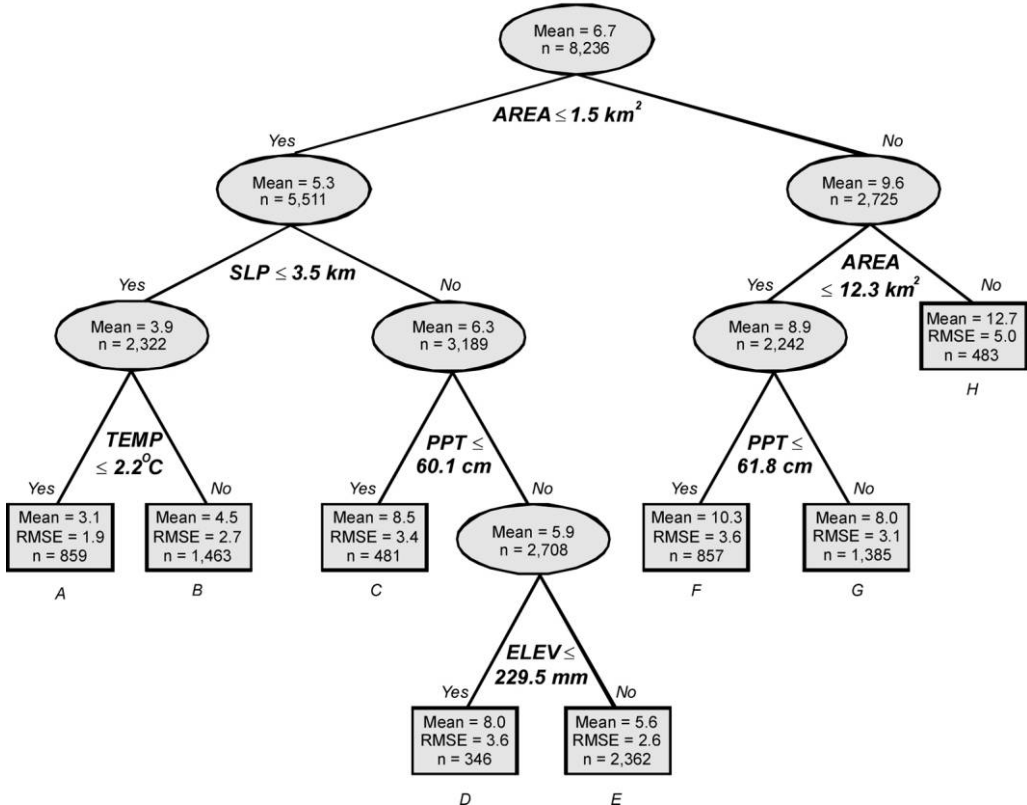 Mean = 6.7
n = 8,236
AREA ≤ 1.5 km²
Yes
No
Mean = 5.3
n = 5,511
Mean = 9.6
n = 2,725
SLP ≤ 3.5 km
AREA
≤ 12.3 km²
Yes
No
Yes
No
Mean = 3.9
n = 2,322
Mean = 6.3
n = 3,189
Mean = 8.9
n = 2,242
Mean = 12.7
RMSE = 5.0
n = 483
H
TEMP
≤ 2.2°C
PPT ≤
60.1 cm
PPT ≤
61.8 cm
Yes
No
Yes
No
Yes
No
Mean = 3.1
RMSE = 1.9
n = 859
A
Mean = 4.5
RMSE = 2.7
n = 1,463
B
Mean = 8.5
RMSE = 3.4
n = 481
C
Mean = 5.9
n = 2,708
Mean = 10.3
RMSE = 3.6
n = 857
F
Mean = 8.0
RMSE = 3.1
n = 1,385
G
ELEV ≤
229.5 mm
Yes
No
Mean = 8.0
RMSE = 3.6
n = 346
D
Mean = 5.6
RMSE = 2.6
n = 2,362
E